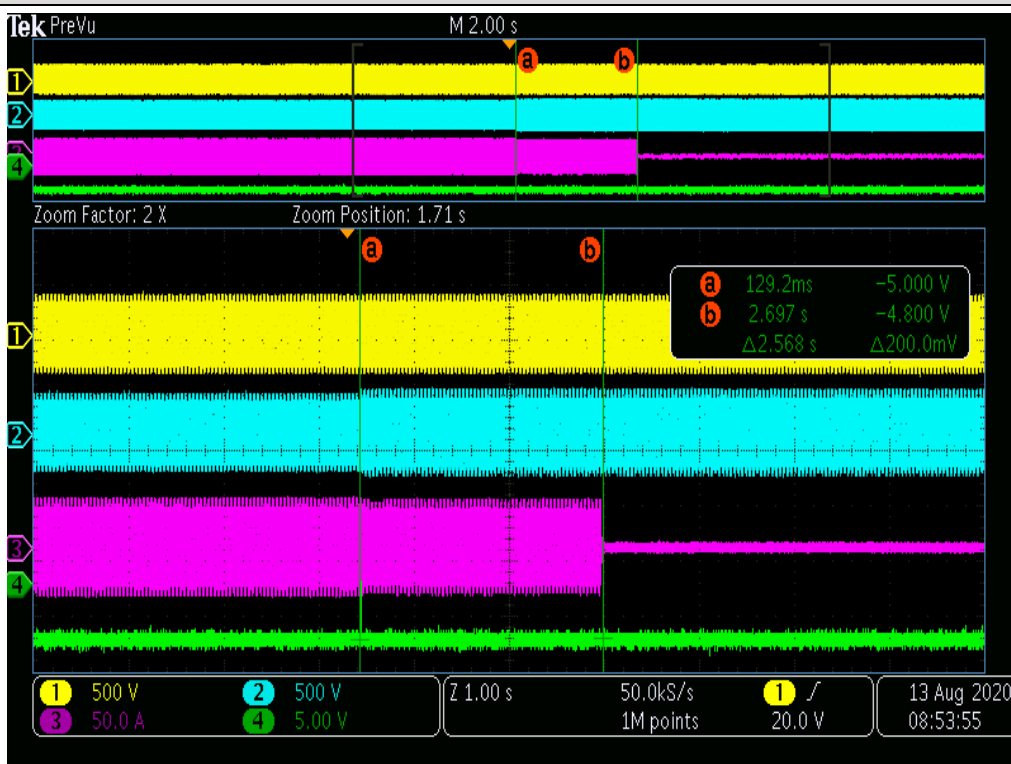 Tek PreVu M 2.00 s
a b
1
2
3
4
Zoom Factor: 2 X Zoom Position: 1.71 s
a b
a 129.2ms −5.000 V
b 2.697 s −4.800 V
Δ2.568 s Δ200.0mV
1
2
3
4
1 500 V 2 500 V Z 1.00 s 50.0kS/s 1 13 Aug 2020
3 50.0 A 4 5.00 V 1M points 20.0 V 08:53:55